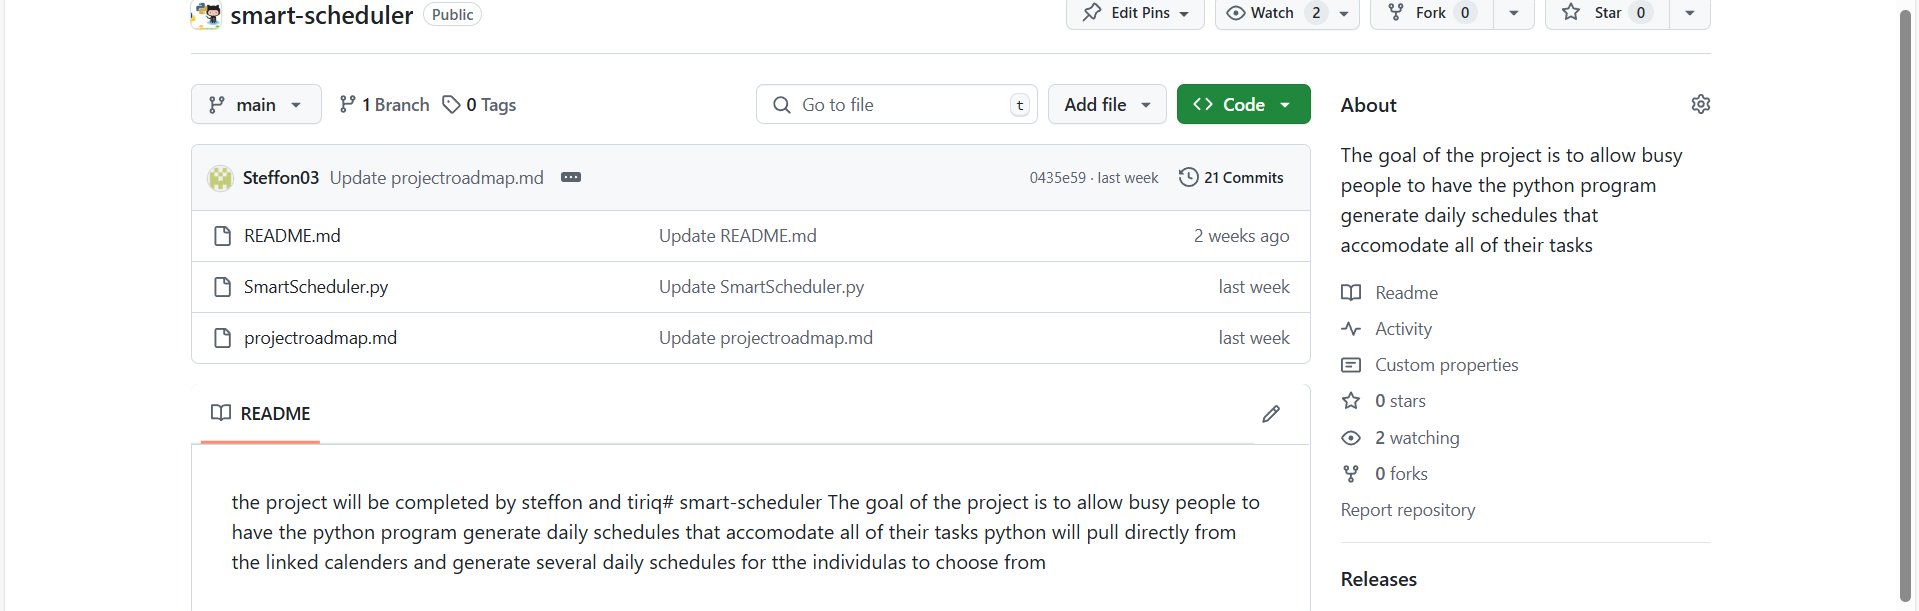 smart-scheduler Public Edit Pins Watch 2 Fork 0 Star 0
main 1 Branch 0 Tags Go to file t Add file Code
Steffon03 Update projectroadmap.md 0435e59 · last week 21 Commits
README.md Update README.md 2 weeks ago
SmartScheduler.py Update SmartScheduler.py last week
projectroadmap.md Update projectroadmap.md last week
README
the project will be completed by steffon and tiriq# smart-scheduler The goal of the project is to allow busy people to
have the python program generate daily schedules that accomodate all of their tasks python will pull directly from
the linked calenders and generate several daily schedules for tthe individulas to choose from
About
The goal of the project is to allow busy
people to have the python program
generate daily schedules that
accomodate all of their tasks
Readme
Activity
Custom properties
0 stars
2 watching
0 forks
Report repository
Releases